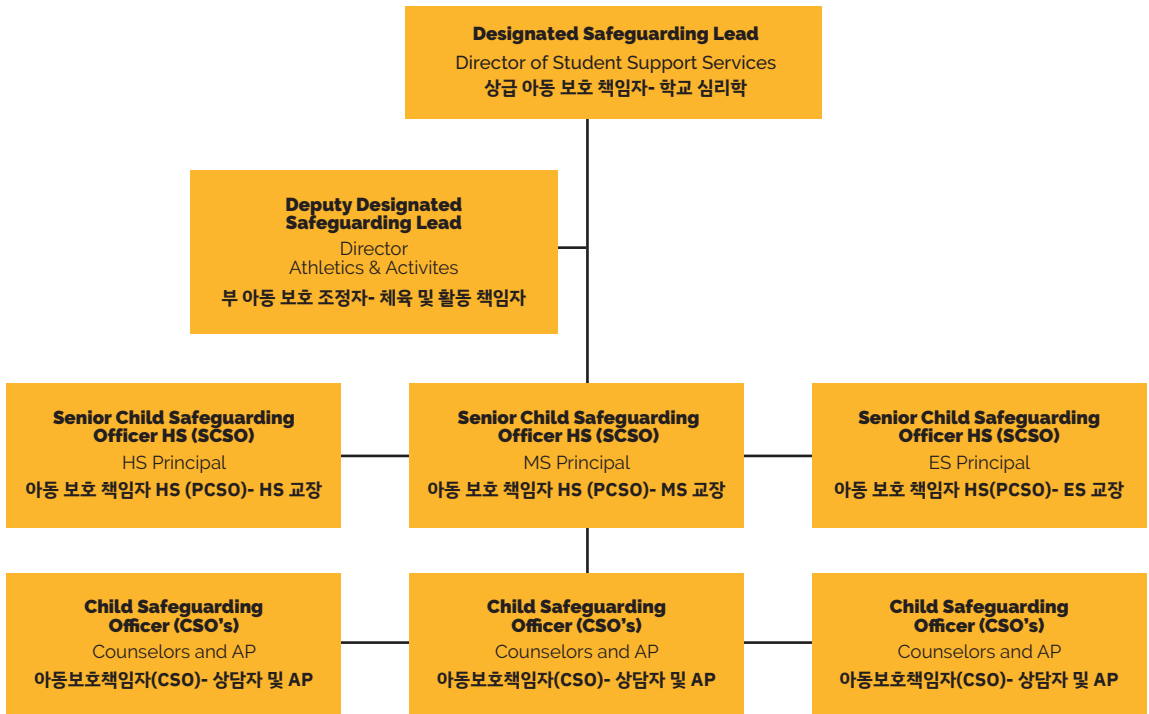 Designated Safeguarding Lead
Director of Student Support Services
상급 아동 보호 책임자- 학교 심리학
Deputy Designated
Safeguarding Lead
Director
Athletics & Activites
부 아동 보호 조정자- 체육 및 활동 책임자
Senior Child Safeguarding
Officer HS (SCSO)
HS Principal
아동 보호 책임자 HS (PCSO)- HS 교장
Senior Child Safeguarding
Officer HS (SCSO)
MS Principal
아동 보호 책임자 HS (PCSO)- MS 교장
Senior Child Safeguarding
Officer HS (SCSO)
ES Principal
아동 보호 책임자 HS(PCSO)- ES 교장
Child Safeguarding
Officer (CSO’s)
Counselors and AP
아동보호책임자(CSO)- 상담자 및 AP
Child Safeguarding
Officer (CSO’s)
Counselors and AP
아동보호책임자(CSO)- 상담자 및 AP
Child Safeguarding
Officer (CSO’s)
Counselors and AP
아동보호책임자(CSO)- 상담자 및 AP